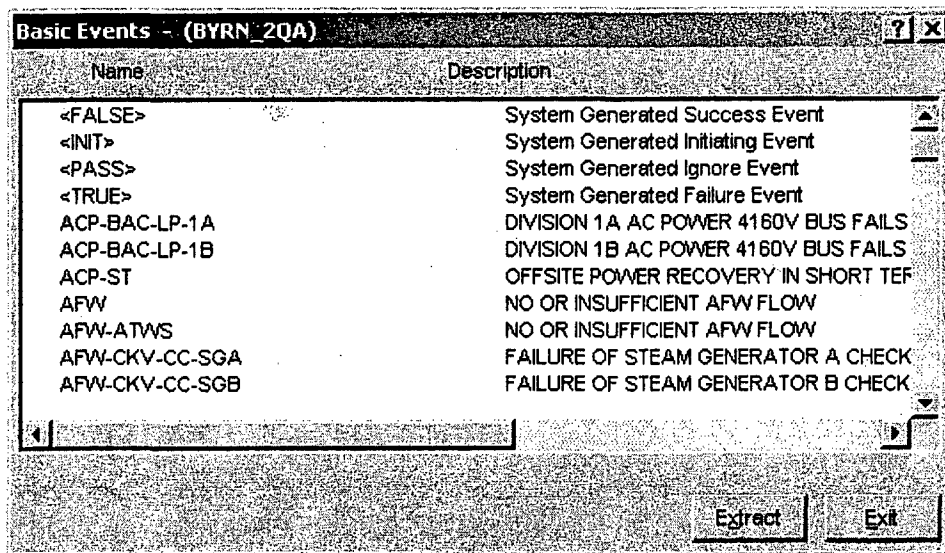 Basic Events - (BYRN_2QA) ? X
Name Description
<FALSE> System Generated Success Event
<INIT> System Generated Initiating Event
<PASS> System Generated Ignore Event
<TRUE> System Generated Failure Event
ACP-BAC-LP-1A DIVISION 1A AC POWER 4160V BUS FAILS
ACP-BAC-LP-1B DIVISION 1B AC POWER 4160V BUS FAILS
ACP-ST OFFSITE POWER RECOVERY IN SHORT TER
AFW NO OR INSUFFICIENT AFW FLOW
AFW-ATWS NO OR INSUFFICIENT AFW FLOW
AFW-CKV-CC-SGA FAILURE OF STEAM GENERATOR A CHECK
AFW-CKV-CC-SGB FAILURE OF STEAM GENERATOR B CHECK
Extract Exit